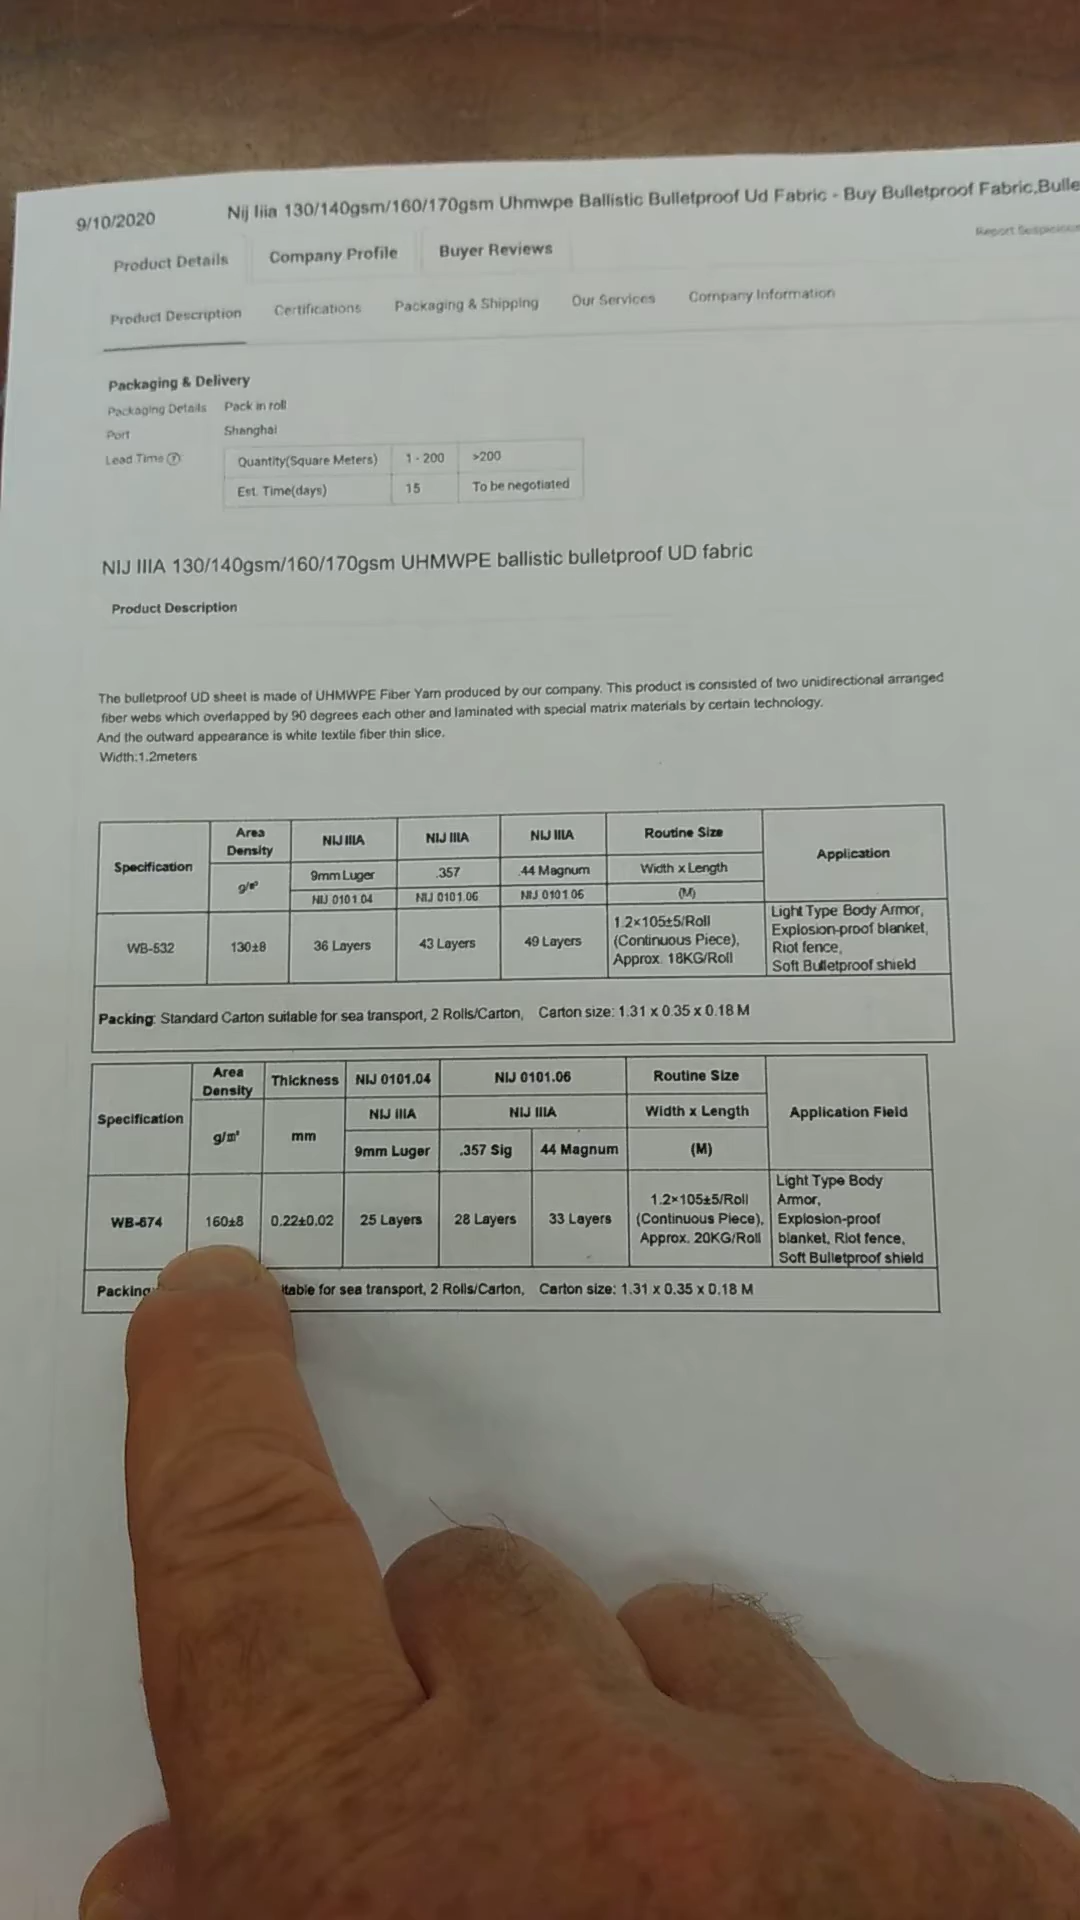 9/10/2020 Nij Iiia 130/140gsm/160/170gsm Uhmwpe Ballistic Bulletproof Ud Fabric - Buy Bulletproof Fabric,Bulle
Report Suspicious
Product Details Company Profile Buyer Reviews
Product Description Certifications Packaging & Shipping Our Services Company Information
Packaging & Delivery
Packaging Details Pack in roll
Port Shanghai
Lead Time
Quantity(Square Meters) 1 - 200 >200
Est. Time(days) 15 To be negotiated
NIJ IIIA 130/140gsm/160/170gsm UHMWPE ballistic bulletproof UD fabric
Product Description
The bulletproof UD sheet is made of UHMWPE Fiber Yarn produced by our company. This product is consisted of two unidirectional arranged
fiber webs which overlapped by 90 degrees each other and laminated with special matrix materials by certain technology.
And the outward appearance is white textile fiber thin slice.
Width:1.2meters
Specification Area Density NIJ IIIA NIJ IIIA NIJ IIIA Routine Size Application
g/m² 9mm Luger .357 .44 Magnum Width x Length
NIJ 0101.04 NIJ 0101.06 NIJ 0101.06 (M)
WB-532 130±8 36 Layers 43 Layers 49 Layers
1.2×105±5/Roll
(Continuous Piece),
Approx. 18KG/Roll
Light Type Body Armor,
Explosion-proof blanket,
Riot fence,
Soft Bulletproof shield
Packing: Standard Carton suitable for sea transport, 2 Rolls/Carton, Carton size: 1.31 x 0.35 x 0.18 M
Specification Area Density Thickness NIJ 0101.04 NIJ 0101.06 Routine Size Application Field
g/m² mm NIJ IIIA NIJ IIIA Width x Length
9mm Luger .357 Sig 44 Magnum (M)
WB-674 160±8 0.22±0.02 25 Layers 28 Layers 33 Layers
1.2×105±5/Roll
(Continuous Piece),
Approx. 20KG/Roll
Light Type Body
Armor,
Explosion-proof
blanket, Riot fence,
Soft Bulletproof shield
Packing itable for sea transport, 2 Rolls/Carton, Carton size: 1.31 x 0.35 x 0.18 M